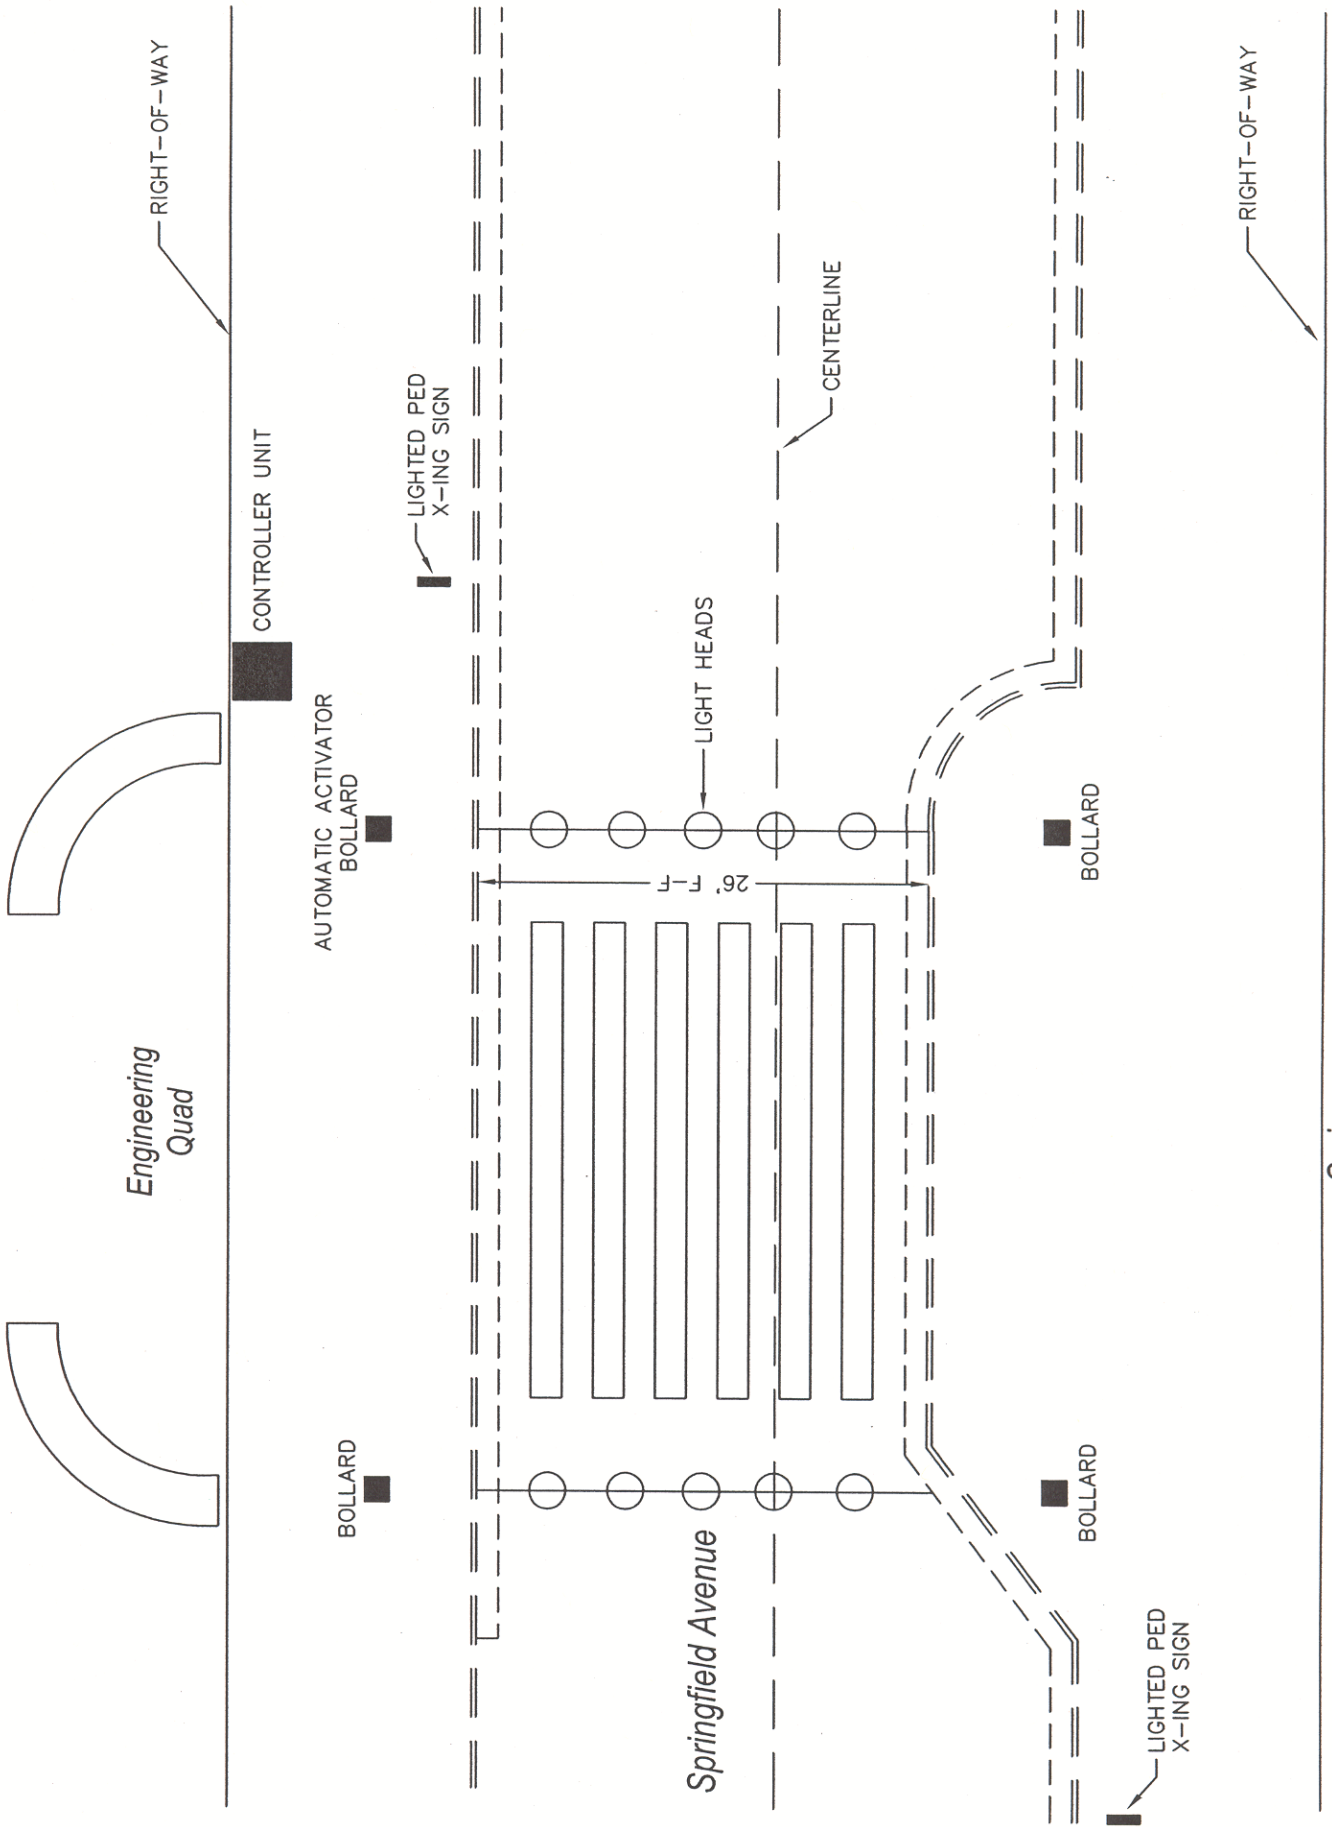 RIGHT-OF-WAY
CONTROLLER UNIT
Engineering
Quad
AUTOMATIC ACTIVATOR
BOLLARD
BOLLARD
LIGHTED PED
X-ING SIGN
LIGHT HEADS
26' F-F
CENTERLINE
Springfield Avenue
BOLLARD
BOLLARD
LIGHTED PED
X-ING SIGN
RIGHT-OF-WAY